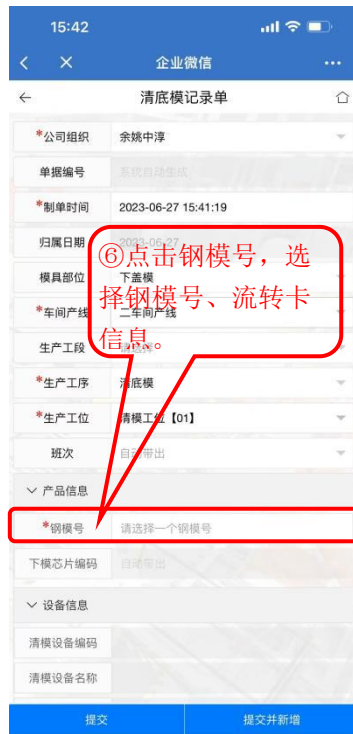 15:42
企业微信
清底模记录单
*公司组织 余姚中淳
单据编号 系统自动生成
*制单时间 2023-06-27 15:41:19
归属日期 2023-06-27
⑥点击钢模号，选
择钢模号、流转卡
信息。
模具部位 下盖模
*车间产线 二车间产线
生产工段 请选择
*生产工序 清底模
*生产工位 清模工位【01】
班次 自动带出
产品信息
*钢模号 请选择一个钢模号
下模芯片编码 自动带出
设备信息
清模设备编码
清模设备名称
提交 提交并新增